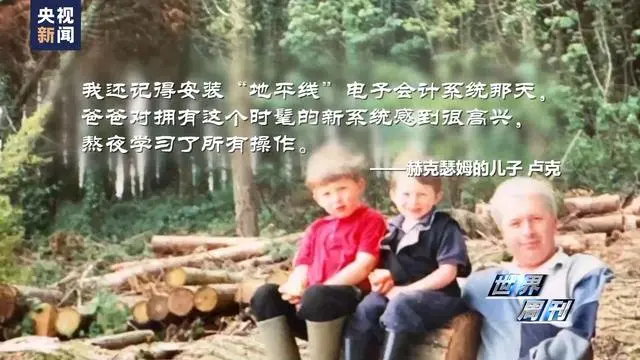 央视
新闻
我还记得安装“地平线”电子会计系统那天，
爸爸对拥有这个时髦的新系统感到很高兴，
熬夜学习了所有操作。
——赫克瑟姆的儿子 卢克
世界
周刊